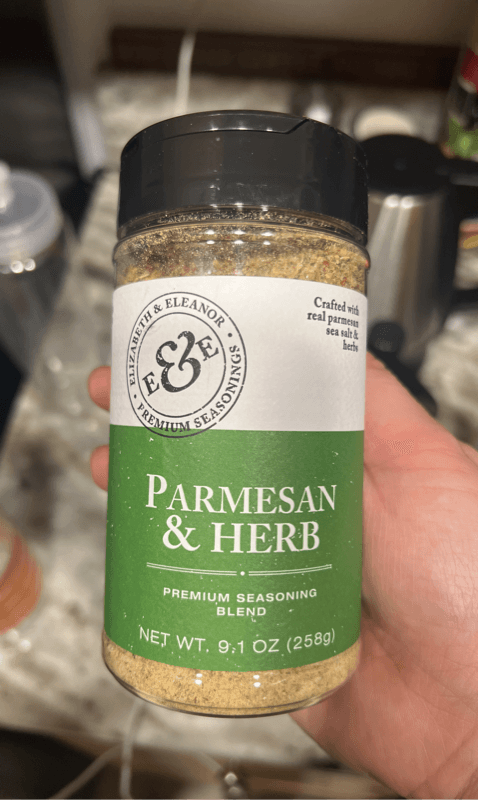 ELIZABETH & ELEANOR
E & E
PREMIUM SEASONINGS
Crafted with
real parmesan
sea salt &
herbs
PARMESAN
& HERB
PREMIUM SEASONING
BLEND
NET WT. 9.1 OZ (258g)